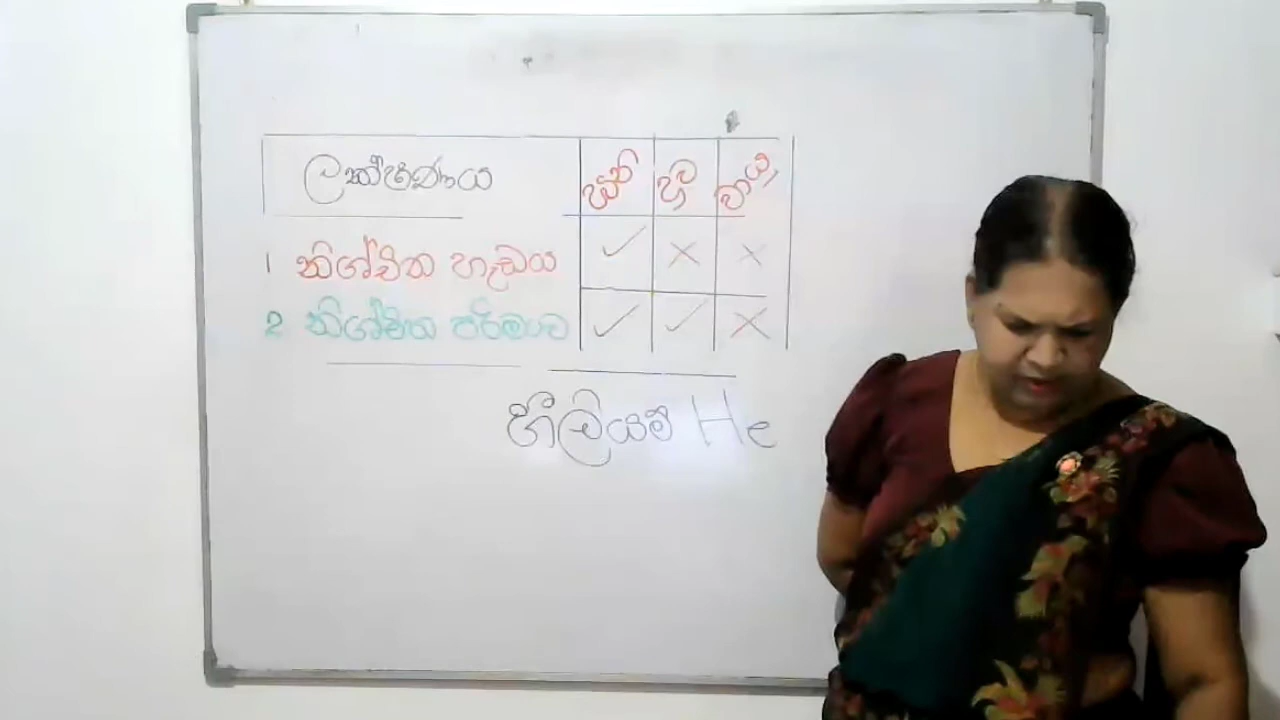 ලක්ෂණය ඝන ද්‍රව වායු
1 නිශ්චිත හැඩය ✓ × ×
2 නිශ්චිත පරිමාව ✓ ✓ ×
හීලියම් He